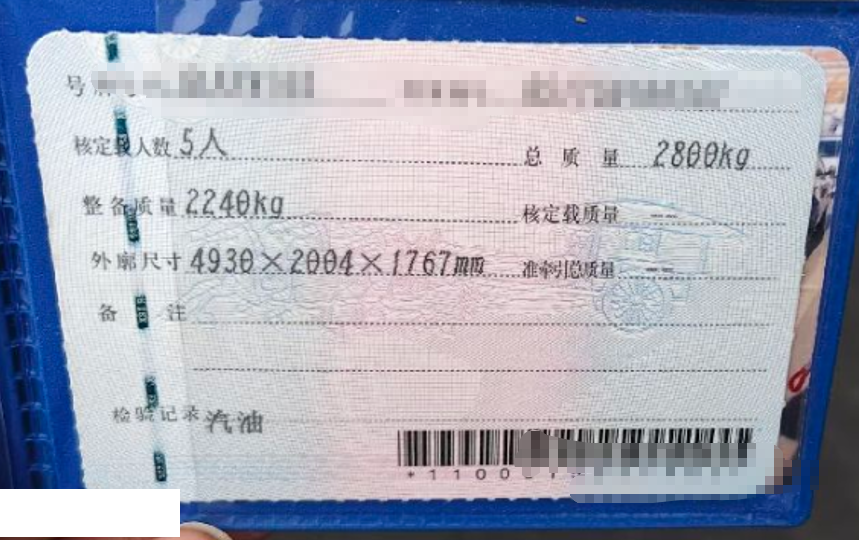 号牌
核定载人数 5人 总质量 2800kg
整备质量 2240kg 核定载质量 --
外廓尺寸 4930×2004×1767mm 准牵引总质量 --
备注
检验记录 汽油
*1100